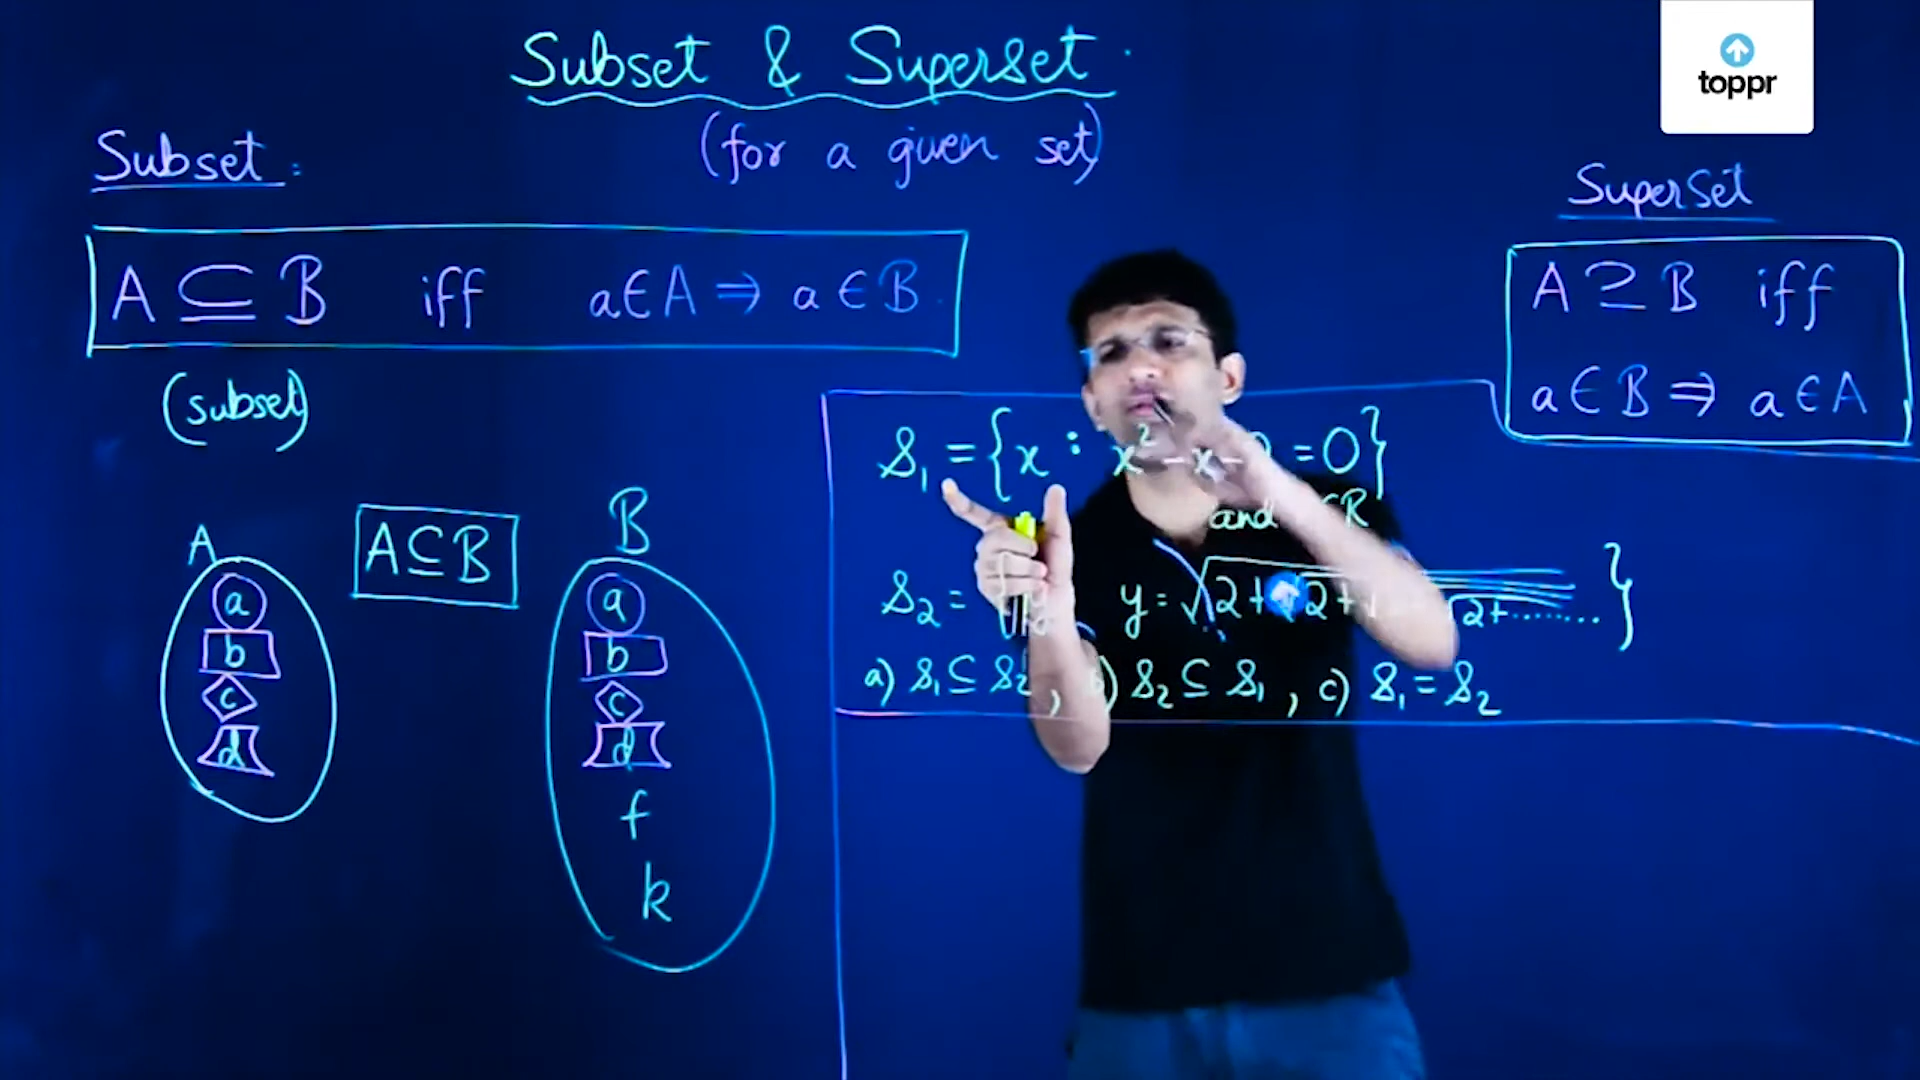 Subset & Superset
(for a given set)
toppr
Subset:
A ⊆ B iff a∈A ⇒ a∈B
(subset)
SuperSet
A ⊇ B iff
a∈B ⇒ a∈A
A
A⊆B
B
a
b
c
d
a
b
c
d
f
k
S₁ = {x : x² - x - = 0}
and R
S₂ = y = √2+√2+√ √2+....... }
a) S₁ ⊆ S₂, b) S₂ ⊆ S₁, c) S₁ = S₂